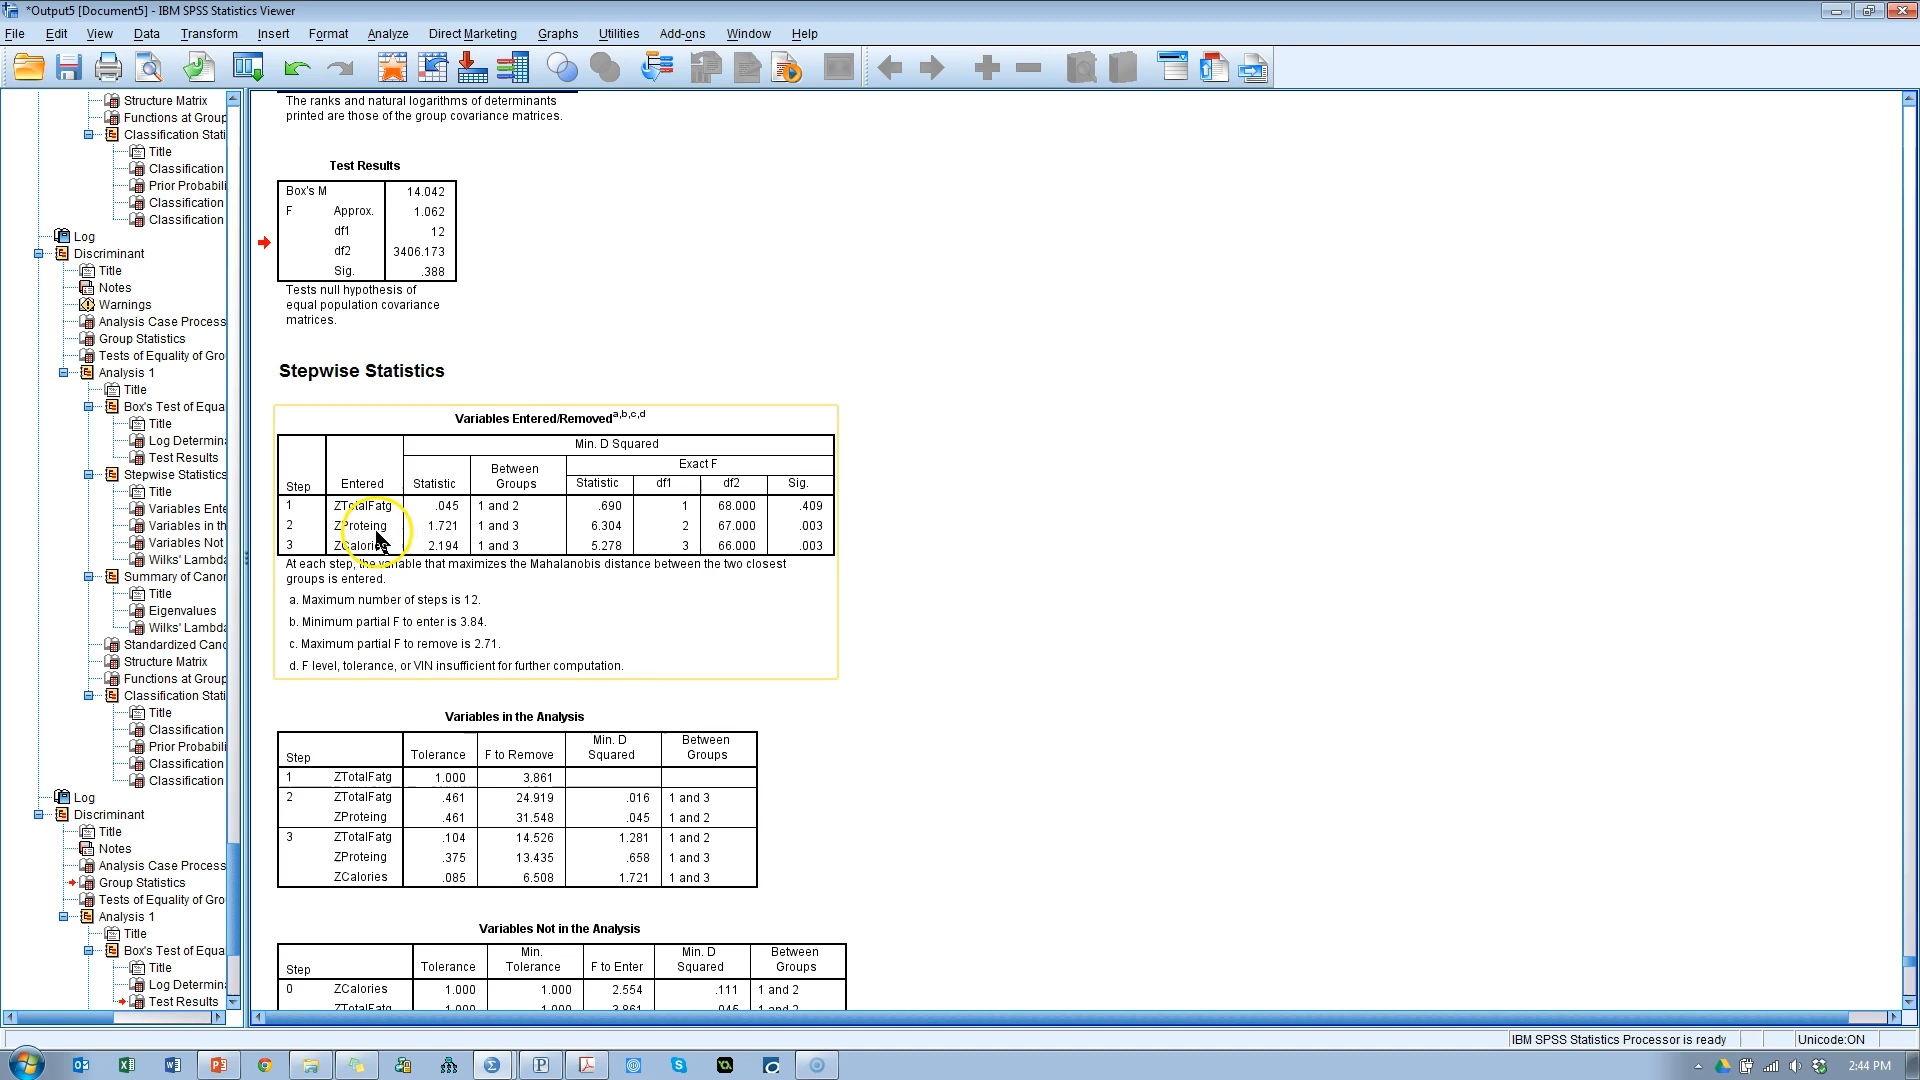 *Output5 [Document5] - IBM SPSS Statistics Viewer
File Edit View Data Transform Insert Format Analyze Direct Marketing Graphs Utilities Add-ons Window Help
Structure Matrix
Functions at Group
Classification Stati
Title
Classification
Prior Probabili
Classification
Classification
Log
Discriminant
Title
Notes
Warnings
Analysis Case Process
Group Statistics
Tests of Equality of Gro
Analysis 1
Title
Box's Test of Equa
Title
Log Determin
Test Results
Stepwise Statistics
Title
Variables Ente
Variables in th
Variables Not
Wilks' Lambda
Summary of Canon
Title
Eigenvalues
Wilks' Lambda
Standardized Cano
Structure Matrix
Functions at Group
Classification Stati
Title
Classification
Prior Probabili
Classification
Classification
Log
Discriminant
Title
Notes
Analysis Case Process
Group Statistics
Tests of Equality of Gro
Analysis 1
Title
Box's Test of Equa
Title
Log Determin
Test Results
The ranks and natural logarithms of determinants
printed are those of the group covariance matrices.
Test Results
Box's M 14.042
F Approx. 1.062
df1 12
df2 3406.173
Sig. .388
Tests null hypothesis of
equal population covariance
matrices.
Stepwise Statistics
Variables Entered/Removeda,b,c,d
Min. D Squared
Between Exact F
Step Entered Statistic Groups Statistic df1 df2 Sig.
1 ZTotalFatg .045 1 and 2 .690 1 68.000 .409
2 ZProteing 1.721 1 and 3 6.304 2 67.000 .003
3 ZCalories 2.194 1 and 3 5.278 3 66.000 .003
At each step, the variable that maximizes the Mahalanobis distance between the two closest
groups is entered.
a. Maximum number of steps is 12.
b. Minimum partial F to enter is 3.84.
c. Maximum partial F to remove is 2.71.
d. F level, tolerance, or VIN insufficient for further computation.
Variables in the Analysis
Min. D Between
Step Tolerance F to Remove Squared Groups
1 ZTotalFatg 1.000 3.861
2 ZTotalFatg .461 24.919 .016 1 and 3
ZProteing .461 31.548 .045 1 and 2
3 ZTotalFatg .104 14.526 1.281 1 and 2
ZProteing .375 13.435 .658 1 and 3
ZCalories .085 6.508 1.721 1 and 3
Variables Not in the Analysis
Min. Min. D Between
Step Tolerance Tolerance F to Enter Squared Groups
0 ZCalories 1.000 1.000 2.554 .111 1 and 2
ZTotalFatg 1.000 1.000 3.861 .045 1 and 2
IBM SPSS Statistics Processor is ready Unicode:ON
2:44 PM